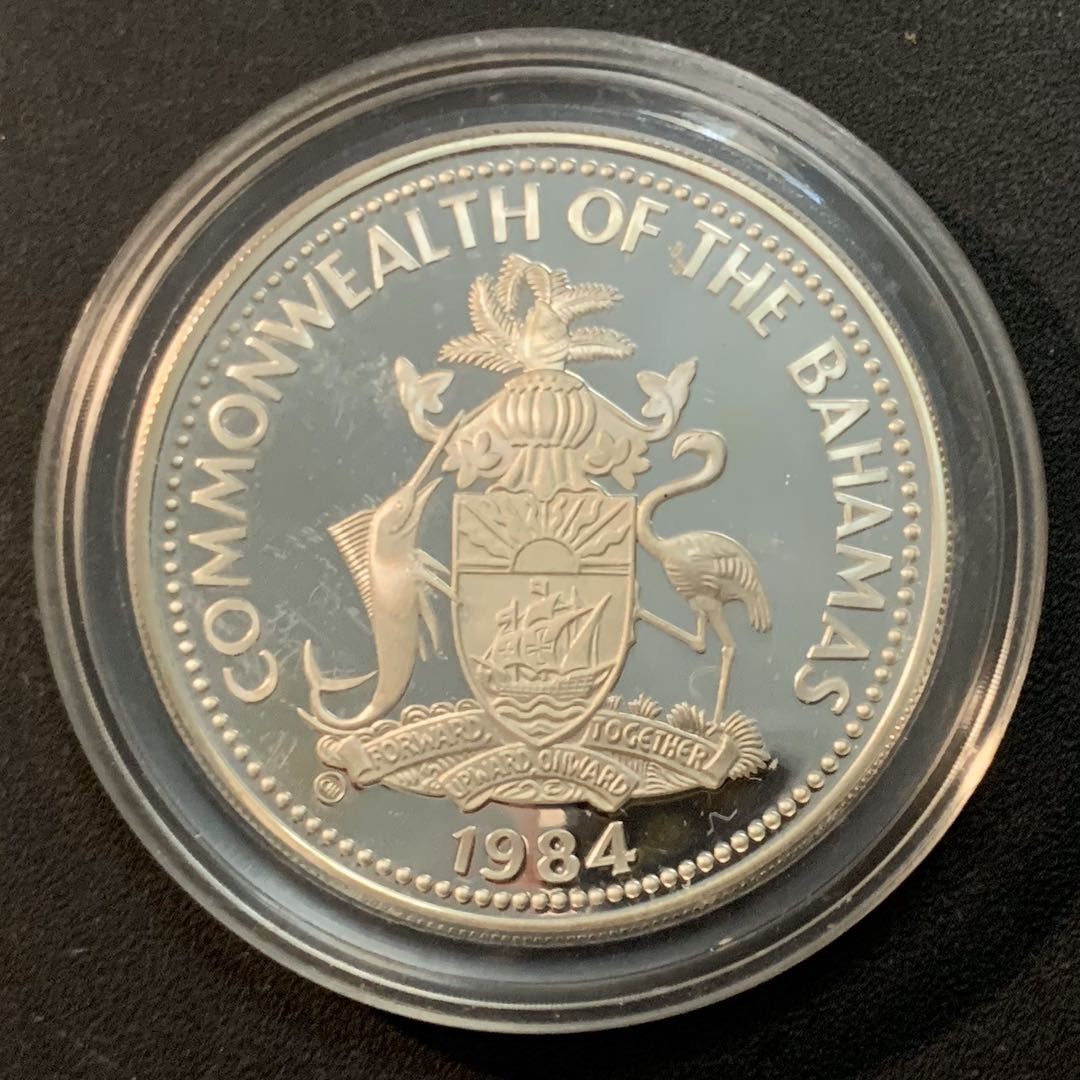 COMMONWEALTH OF THE BAHAMAS
FORWARD, UPWARD ONWARD TOGETHER
1984